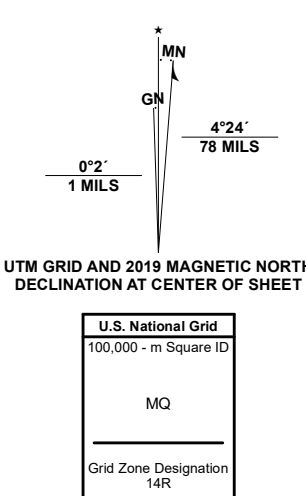 ★
MN
GN
4°24´
78 MILS
0°2´
1 MILS
UTM GRID AND 2019 MAGNETIC NORTH
DECLINATION AT CENTER OF SHEET
U.S. National Grid
100,000 - m Square ID
MQ
Grid Zone Designation
14R